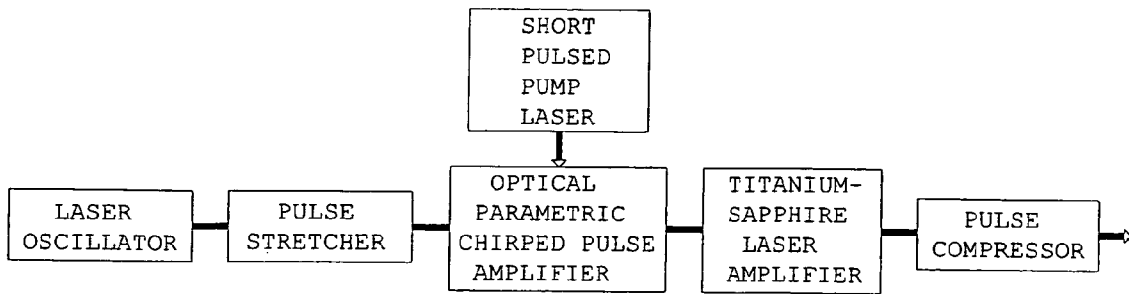 SHORT
PULSED
PUMP
LASER
LASER
OSCILLATOR
PULSE
STRETCHER
OPTICAL
PARAMETRIC
CHIRPED PULSE
AMPLIFIER
TITANIUM-
SAPPHIRE
LASER
AMPLIFIER
PULSE
COMPRESSOR